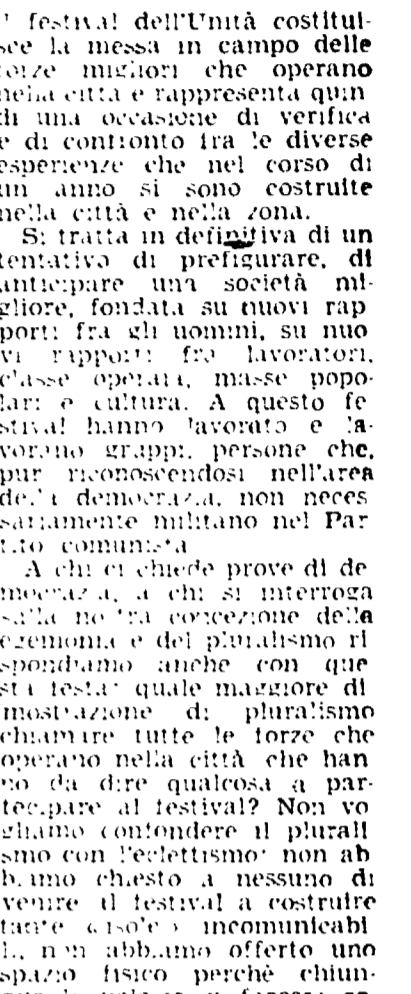 festival dell'Unità costitui-
sce la messa in campo delle
forze migliori che operano
nella città e rappresenta quin
di una occasione di verifica
e di confronto fra le diverse
esperienze che nel corso di
un anno si sono costruite
nella città e nella zona.
Si tratta in definitiva di un
tentativo di prefigurare, di
anticipare una società mi-
gliore, fondata su nuovi rap
porti fra gli uomini, su nuo
vi rapporti fra lavoratori,
classe operaia, masse popo-
lari e cultura. A questo fe
stival hanno lavorato e la-
vorano gruppi, persone che,
pur riconoscendosi nell'area
della democrazia, non neces
sariamente militano nel Par
tito comunista
A chi ci chiede prove di de
mocrazia, a chi si interroga
sulla nostra concezione della
egemonia e del pluralismo ri
spondiamo anche con que
sta festa: quale maggiore di
mostrazione di pluralismo
chiamare tutte le forze che
operano nella città che han
no da dire qualcosa a par-
tecipare al festival? Non vo
gliamo confondere il plurali
smo con l'eclettismo: non ab
biamo chiesto a nessuno di
venire al festival a costruire
tante isole incomunicabi
li, non abbiamo offerto uno
spazio fisico perchè chiun-